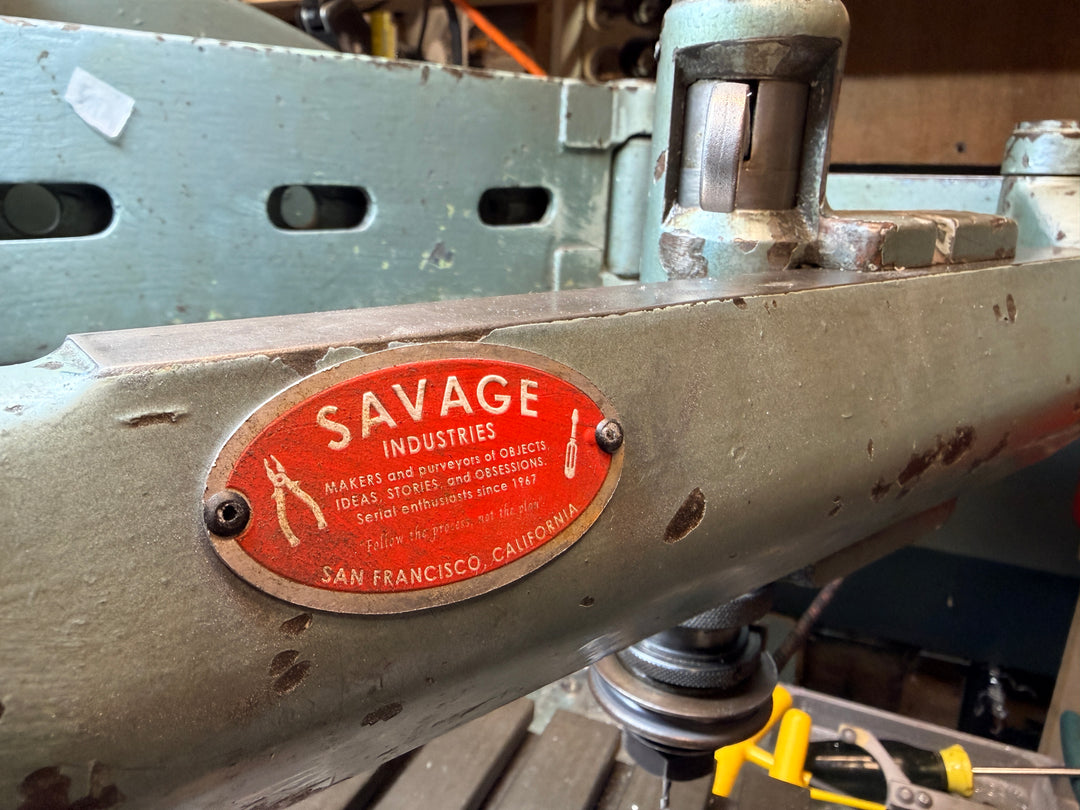 SAVAGE
INDUSTRIES
MAKERS and purveyors of OBJECTS,
IDEAS, STORIES, and OBSESSIONS.
Serial enthusiasts since 1967
"Follow the process, not the plan"
SAN FRANCISCO, CALIFORNIA